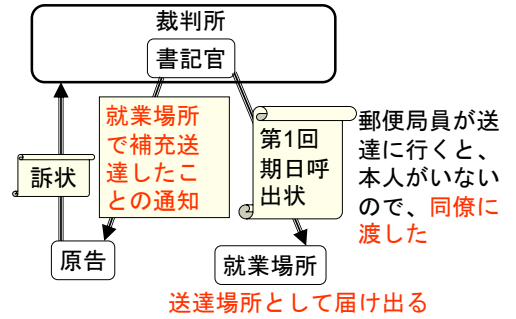 裁判所
書記官
就業場所
で補充送
達したこ
との通知
第1回
期日呼
出状
郵便局員が送
達に行くと、
本人がいない
ので、同僚に
渡した
訴状
原告
就業場所
送達場所として届け出る